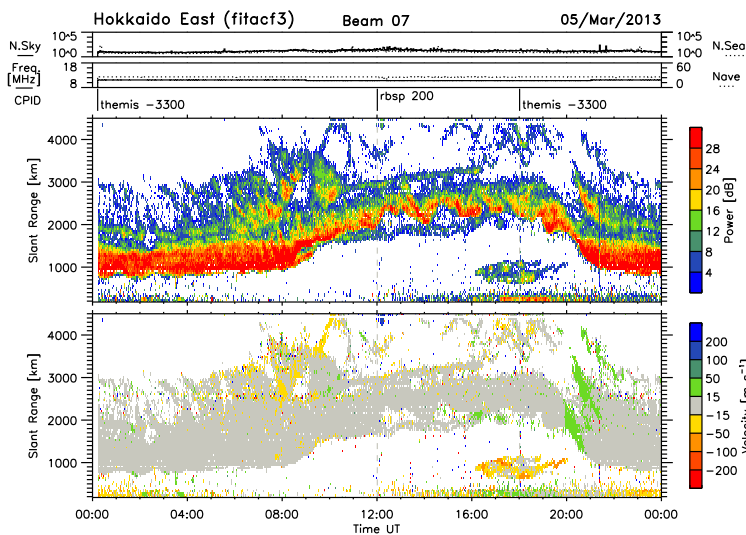 Hokkaido East (fitacf3) Beam 07 05/Mar/2013
N.Sky 10^5 10^0 10^5 10^0 N.Sea
Freq. [MHz] 18 8 60 0 Nave
CPID themis -3300 rbsp 200 themis -3300
Slant Range [km] 4000 3000 2000 1000
Power [dB] 28 24 20 16 12 8 4
Slant Range [km] 4000 3000 2000 1000
200 100 50 15 -15 -50 -100 -200
00:00 04:00 08:00 12:00 16:00 20:00 00:00
Time UT